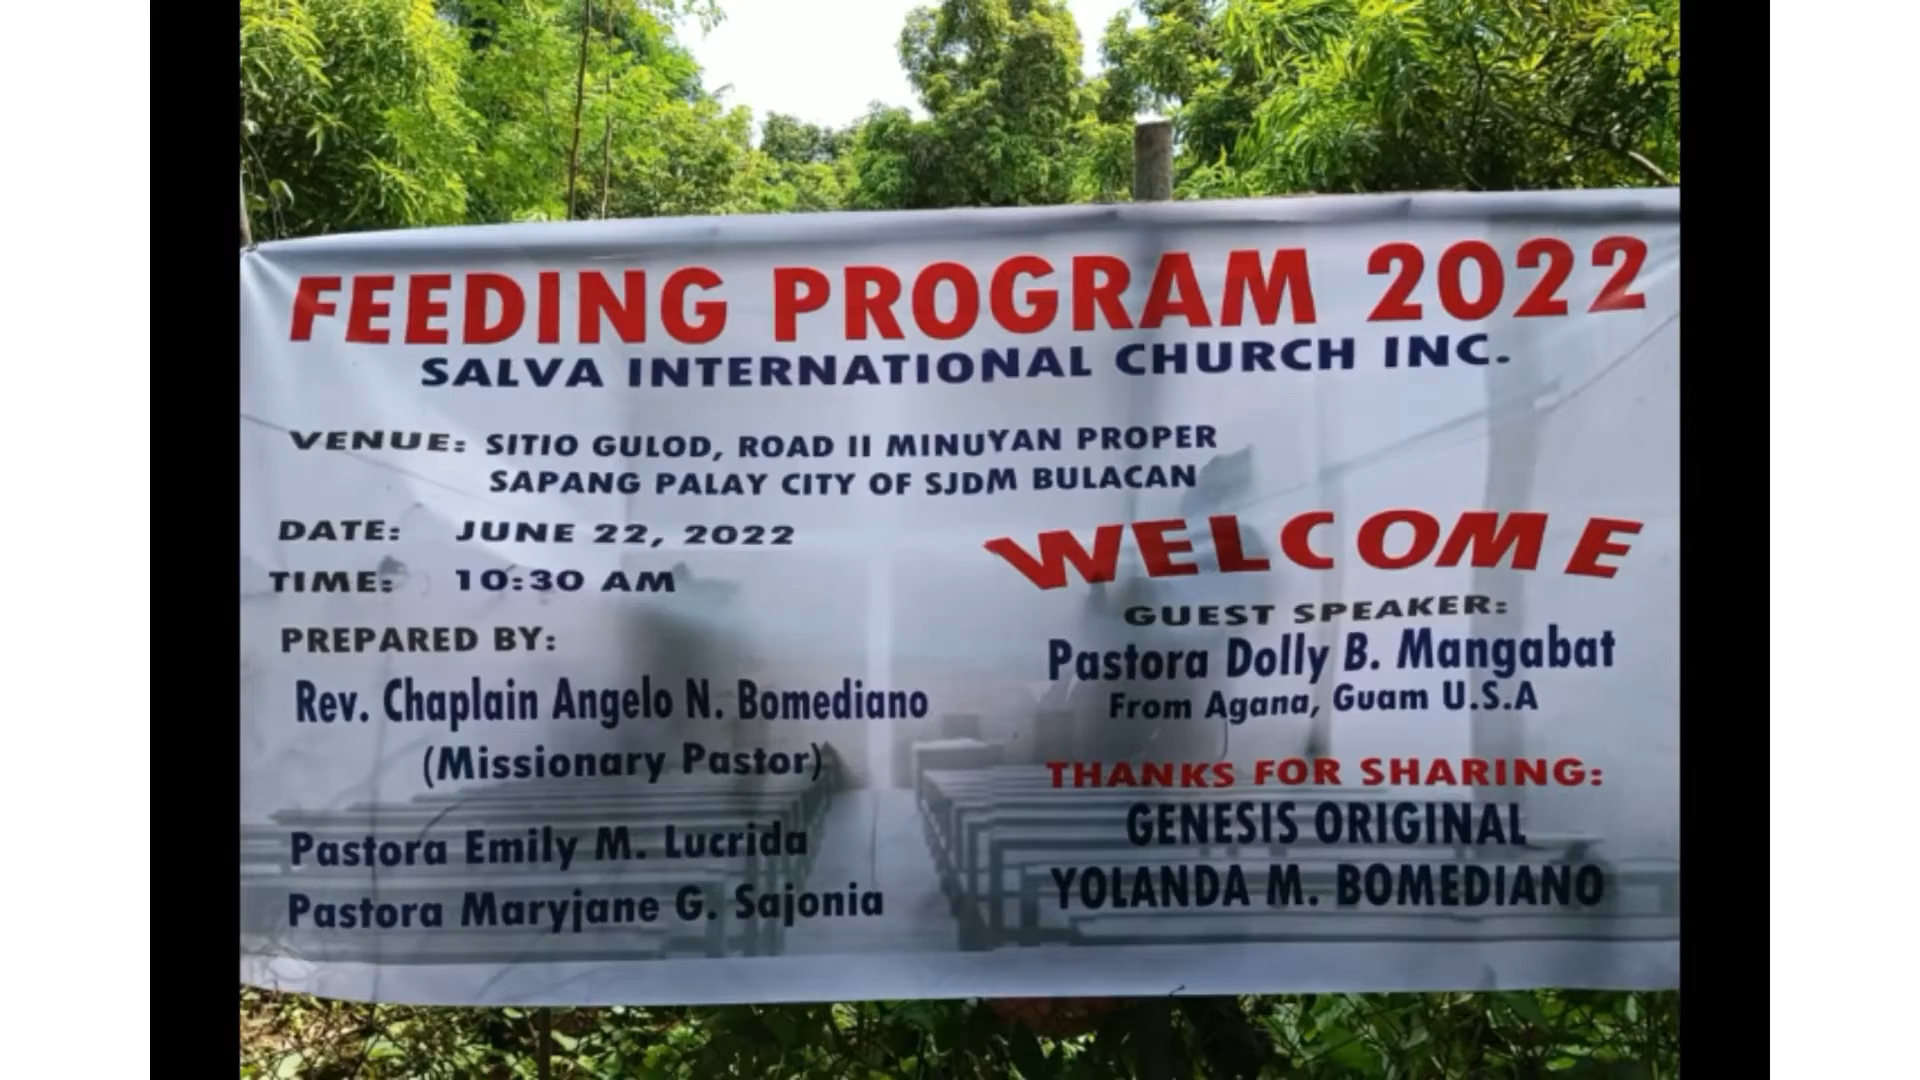 FEEDING PROGRAM 2022
SALVA INTERNATIONAL CHURCH INC.
VENUE: SITIO GULOD, ROAD II MINUYAN PROPER
SAPANG PALAY CITY OF SJDM BULACAN
DATE: JUNE 22, 2022
TIME: 10:30 AM
PREPARED BY:
Rev. Chaplain Angelo N. Bomediano
(Missionary Pastor)
Pastora Emily M. Lucrida
Pastora Maryjane G. Sajonia
WELCOME
GUEST SPEAKER:
Pastora Dolly B. Mangabat
From Agana, Guam U.S.A
THANKS FOR SHARING:
GENESIS ORIGINAL
YOLANDA M. BOMEDIANO